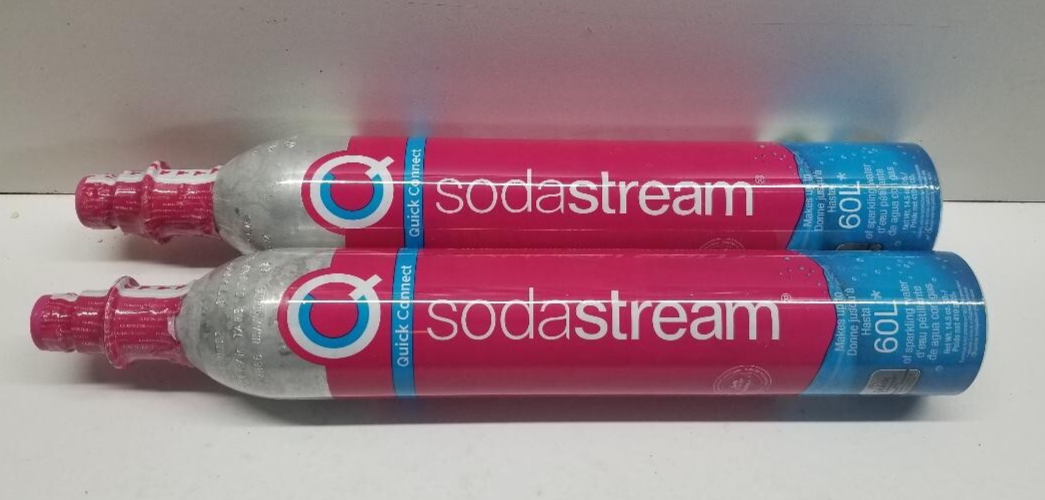 Quick Connect
sodastream®
Makes up to
Donne jusqu'à
Hasta
60L*
of sparkling water
d'eau pétillante
de agua con gas
Quick Connect
sodastream®
Makes up to
Donne jusqu'à
Hasta
60L*
of sparkling water
d'eau pétillante
de agua con gas